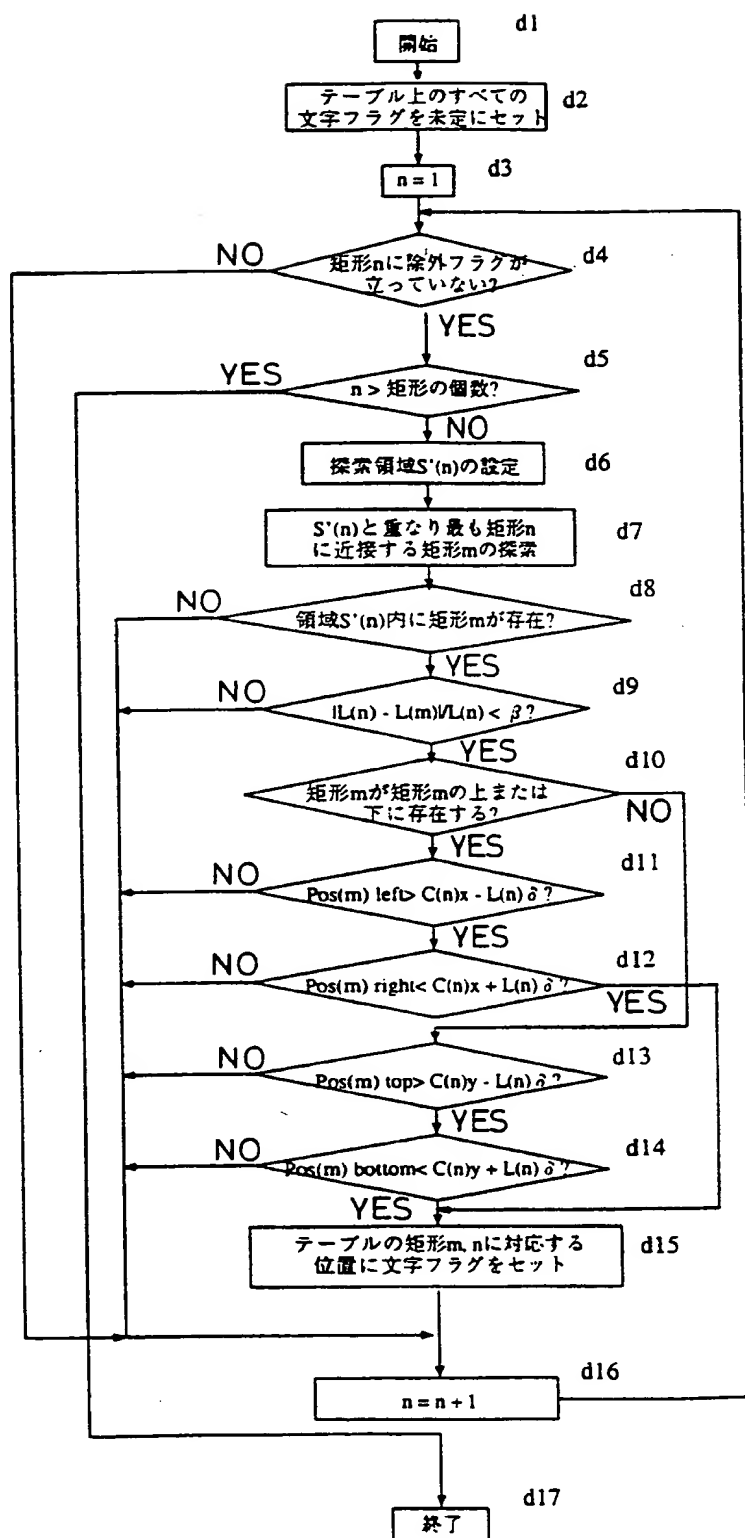 d1
開始
テーブル上のすべての
文字フラグを未定にセット
d2
d3
n = 1
NO
d4
矩形nに除外フラグが
立っていない?
YES
d5
YES
n > 矩形の個数?
NO
探索領域S'(n)の設定
d6
S'(n)と重なり最も矩形n
に近接する矩形mの探索
d7
d8
NO
領域S'(n)内に矩形mが存在?
YES
d9
NO
|L(n) - L(m)|/L(n) < β?
YES
d10
矩形mが矩形mの上または
下に存在する?
NO
YES
d11
NO
Pos(m) left> C(n)x - L(n) δ?
YES
d12
NO
Pos(m) right< C(n)x + L(n) δ?
YES
d13
NO
Pos(m) top> C(n)y - L(n) δ?
YES
d14
NO
Pos(m) bottom< C(n)y + L(n) δ?
YES
テーブルの矩形m, nに対応する
位置に文字フラグをセット
d15
d16
n = n + 1
d17
終了